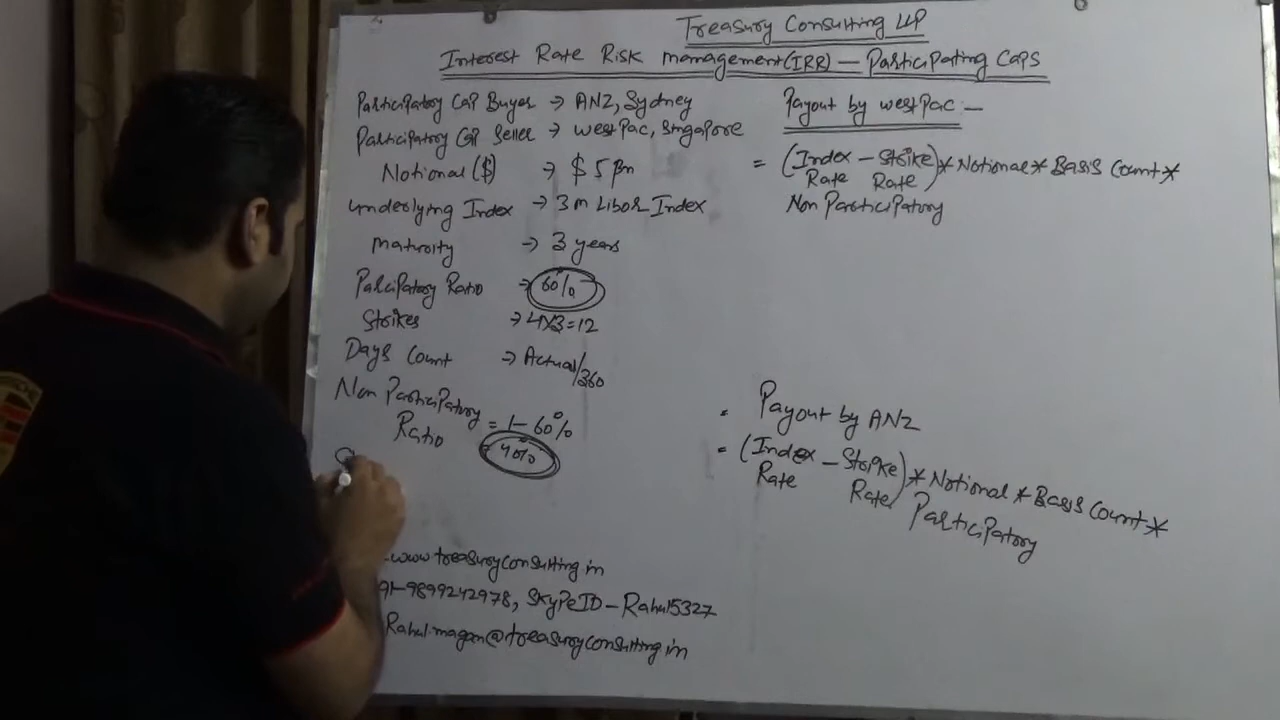 Treasury Consulting LLP
Interest Rate Risk management(IRR) — Participating Caps
Participatory Cap Buyer → ANZ, Sydney
Participatory Cap Seller → westpac, Singapore
Notional ($) → $ 5 Bn
underlying Index → 3m Libor Index
maturity → 3 years
Paricipatory Ratio → 60%
Strikes → 4x3=12
Days Count → Actual/360
Non Participatory
Ratio = 1-60%
= 40%
Payout by westpac —
= (Index Rate - Strike Rate) * Notional * Basis Count *
Non Participatory
Payout by ANZ
= (Index Rate - Strike Rate) * Notional * Basis Count *
Participatory
www.treasuryconsulting.in
91-9899242978, SkypeID-Rahul5327
Rahul.magan@treasuryconsulting.in